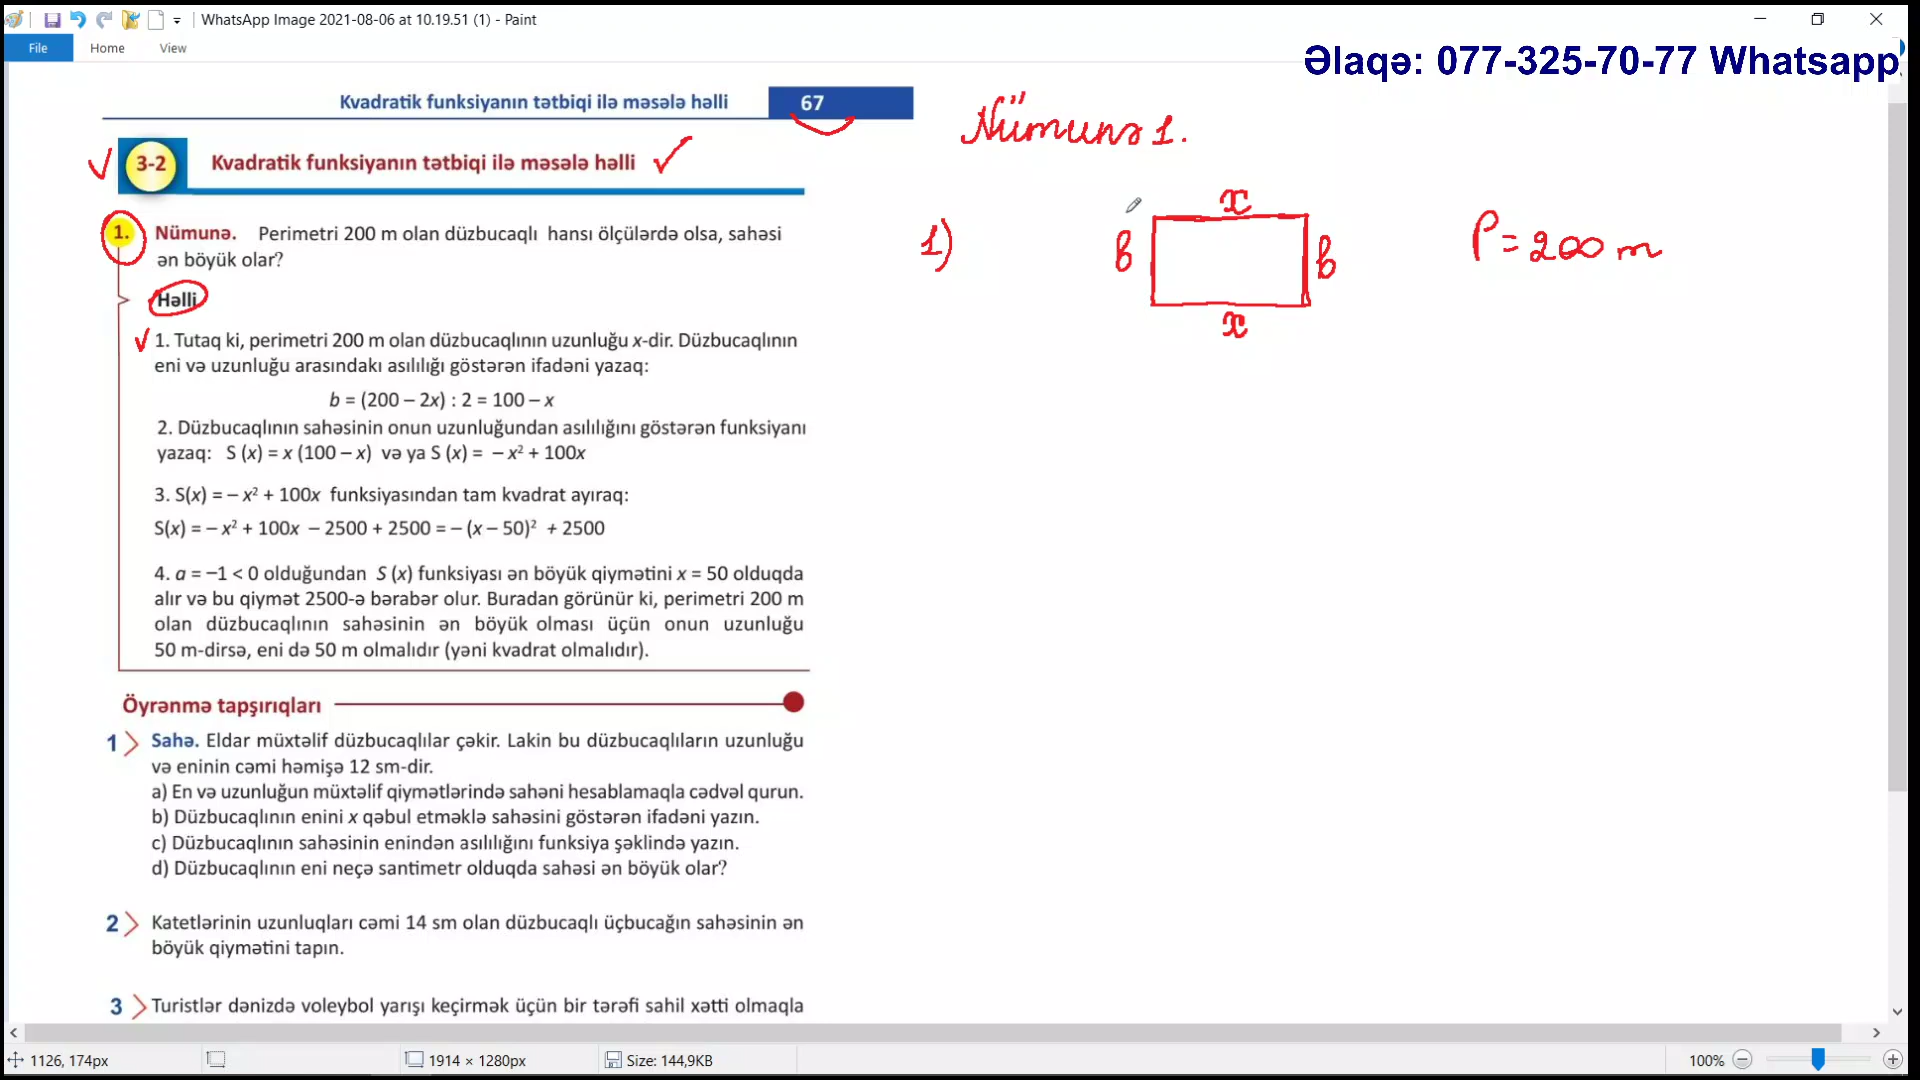 WhatsApp Image 2021-08-06 at 10.19.51 (1) - Paint
File Home View
Əlaqə: 077-325-70-77 Whatsapp
Kvadratik funksiyanın tətbiqi ilə məsələ həlli 67
3-2 Kvadratik funksiyanın tətbiqi ilə məsələ həlli
1. Nümunə. Perimetri 200 m olan düzbucaqlı hansı ölçülərdə olsa, sahəsi
ən böyük olar?
Həlli
1. Tutaq ki, perimetri 200 m olan düzbucaqlının uzunluğu x-dir. Düzbucaqlının
eni və uzunluğu arasındakı asılılığı göstərən ifadəni yazaq:
b = (200 – 2x) : 2 = 100 – x
2. Düzbucaqlının sahəsinin onun uzunluğundan asılılığını göstərən funksiyanı
yazaq: S (x) = x (100 – x) və ya S (x) = – x² + 100x
3. S(x) = – x² + 100x funksiyasından tam kvadrat ayıraq:
S(x) = – x² + 100x – 2500 + 2500 = – (x – 50)² + 2500
4. a = –1 < 0 olduğundan S (x) funksiyası ən böyük qiymətini x = 50 olduqda
alır və bu qiymət 2500-ə bərabər olur. Buradan görünür ki, perimetri 200 m
olan düzbucaqlının sahəsinin ən böyük olması üçün onun uzunluğu
50 m-dirsə, eni də 50 m olmalıdır (yəni kvadrat olmalıdır).
Öyrənmə tapşırıqları
1 Sahə. Eldar müxtəlif düzbucaqlılar çəkir. Lakin bu düzbucaqlıların uzunluğu
və eninin cəmi həmişə 12 sm-dir.
a) En və uzunluğun müxtəlif qiymətlərində sahəni hesablamaqla cədvəl qurun.
b) Düzbucaqlının enini x qəbul etməklə sahəsini göstərən ifadəni yazın.
c) Düzbucaqlının sahəsinin enindən asılılığını funksiya şəklində yazın.
d) Düzbucaqlının eni neçə santimetr olduqda sahəsi ən böyük olar?
2 Katetlərinin uzunluqları cəmi 14 sm olan düzbucaqlı üçbucağın sahəsinin ən
böyük qiymətini tapın.
3 Turistlər dənizdə voleybol yarışı keçirmək üçün bir tərəfi sahil xətti olmaqla
Nümunə 1.
x
1) b b P = 200 m
x
1126, 174px 1914 × 1280px Size: 144,9KB 100%